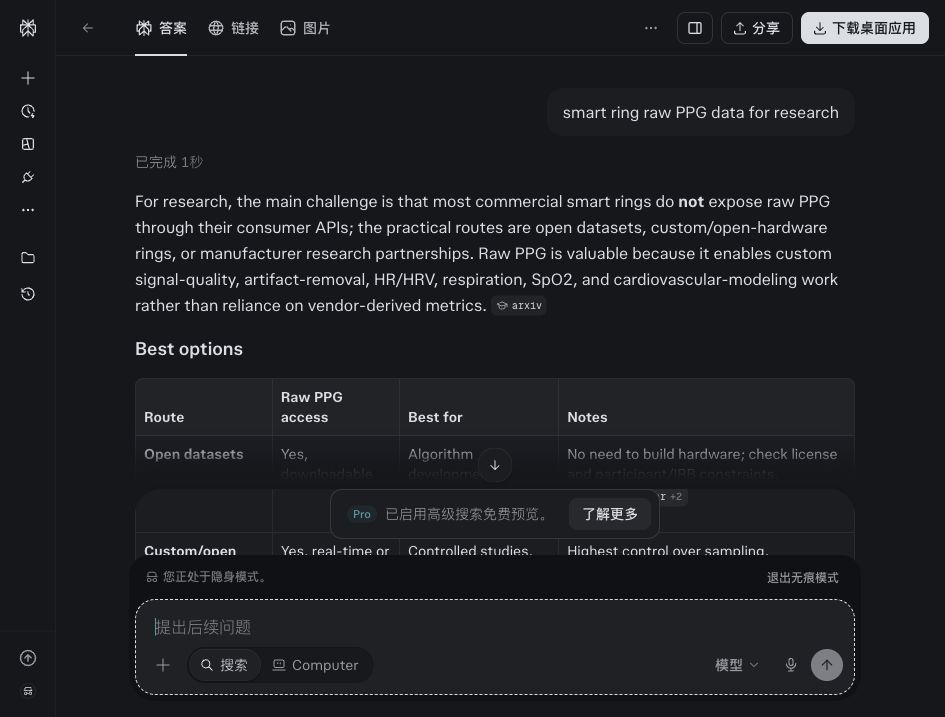 答案
链接
图片
分享
下载桌面应用
smart ring raw PPG data for research
已完成 1秒
For research, the main challenge is that most commercial smart rings do not expose raw PPG
through their consumer APIs; the practical routes are open datasets, custom/open-hardware
rings, or manufacturer research partnerships. Raw PPG is valuable because it enables custom
signal-quality, artifact-removal, HR/HRV, respiration, SpO2, and cardiovascular-modeling work
rather than reliance on vendor-derived metrics. arxiv
Best options
Route
Raw PPG
access
Best for
Notes
Open datasets
Yes,
downloadable
Algorithm
No need to build hardware; check license
and participant/IRB constraints.
+2
Pro 已启用高级搜索免费预览。 了解更多
Custom/open
Yes, real-time or
Controlled studies,
Highest control over sampling,
您正处于隐身模式。
退出无痕模式
提出后续问题
搜索
Computer
模型